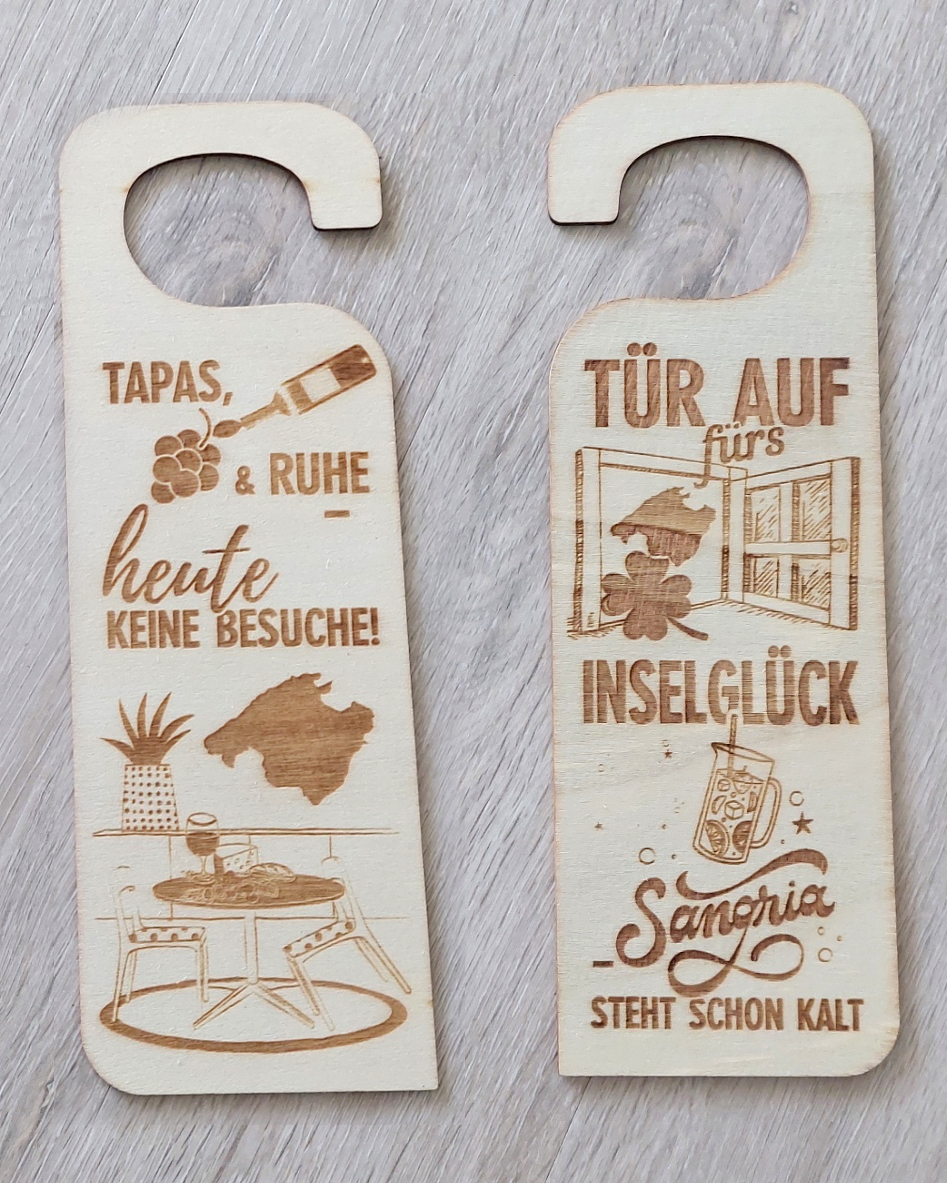 TAPAS,
& RUHE
–
heute
KEINE BESUCHE!
TÜR AUF
fürs
INSELGLÜCK
Sangria
–
STEHT SCHON KALT